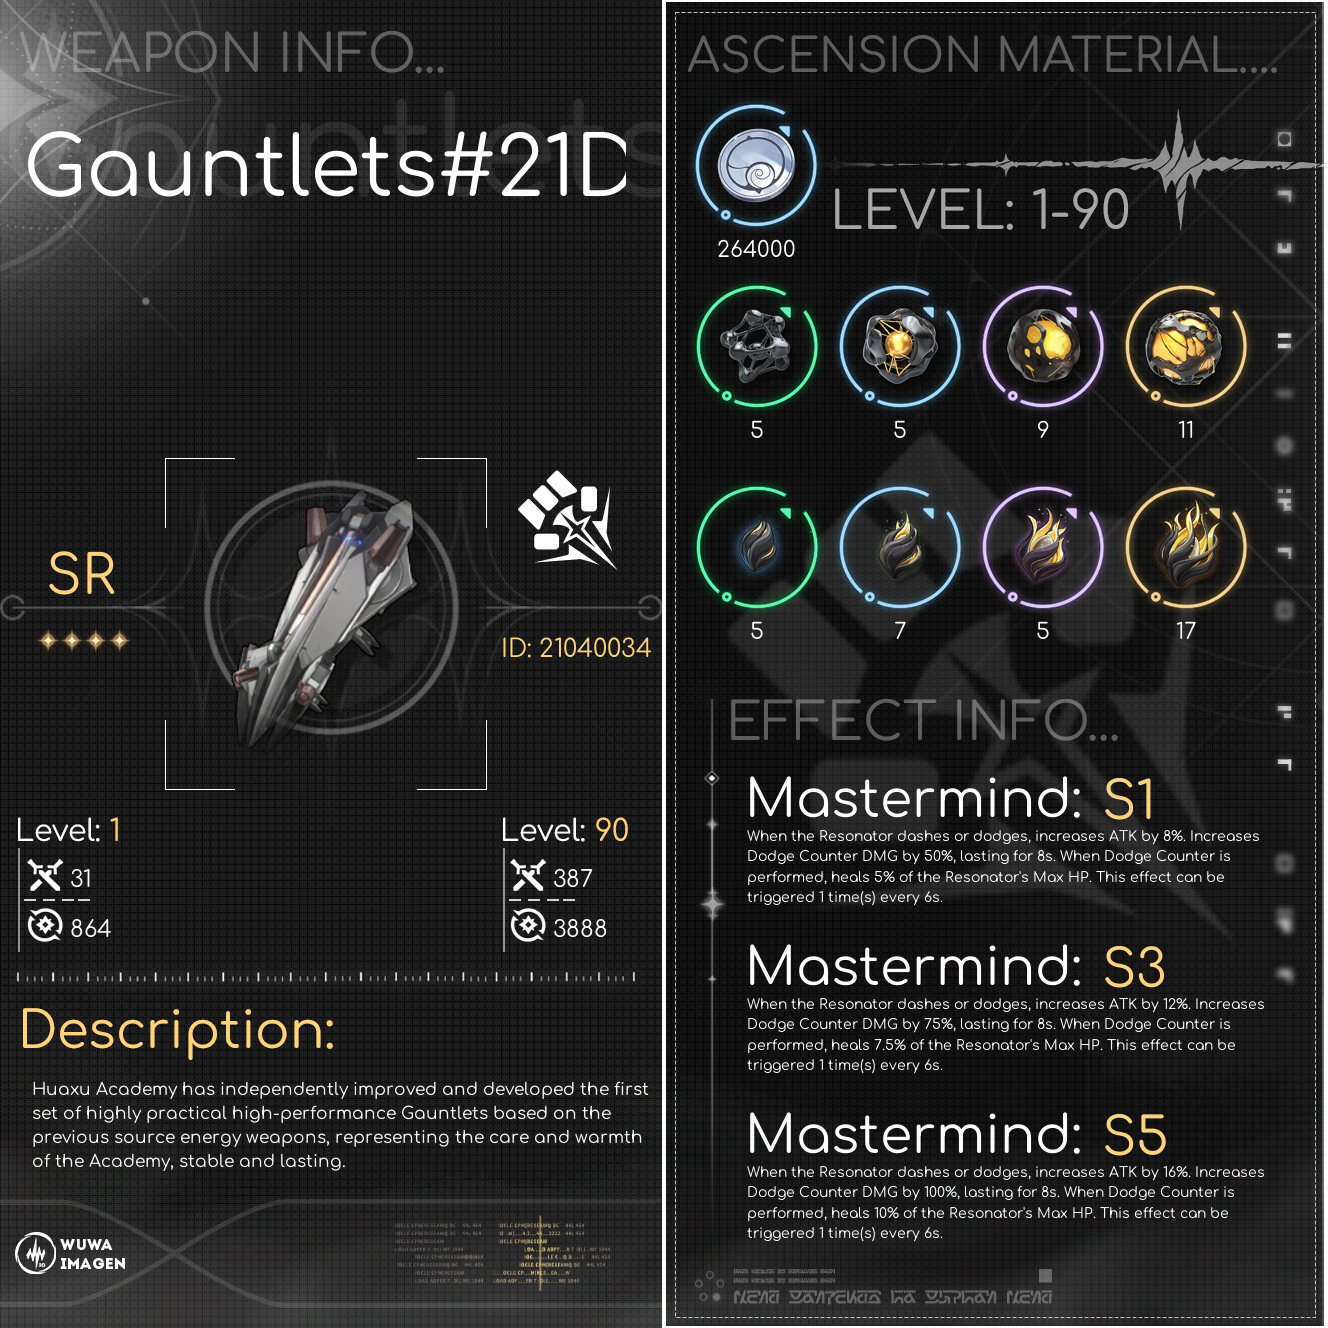 WEAPON INFO...
Gauntlets#21D
SR
ID: 21040034
Level: 1
31
864
Level: 90
387
3888
Description:
Huaxu Academy has independently improved and developed the first
set of highly practical high-performance Gauntlets based on the
previous source energy weapons, representing the care and warmth
of the Academy, stable and lasting.
WUWA
IMAGEN
ASCENSION MATERIAL....
264000
LEVEL: 1-90
5 5 9 11
5 7 5 17
EFFECT INFO...
Mastermind: S1
When the Resonator dashes or dodges, increases ATK by 8%. Increases
Dodge Counter DMG by 50%, lasting for 8s. When Dodge Counter is
performed, heals 5% of the Resonator's Max HP. This effect can be
triggered 1 time(s) every 6s.
Mastermind: S3
When the Resonator dashes or dodges, increases ATK by 12%. Increases
Dodge Counter DMG by 75%, lasting for 8s. When Dodge Counter is
performed, heals 7.5% of the Resonator's Max HP. This effect can be
triggered 1 time(s) every 6s.
Mastermind: S5
When the Resonator dashes or dodges, increases ATK by 16%. Increases
Dodge Counter DMG by 100%, lasting for 8s. When Dodge Counter is
performed, heals 10% of the Resonator's Max HP. This effect can be
triggered 1 time(s) every 6s.